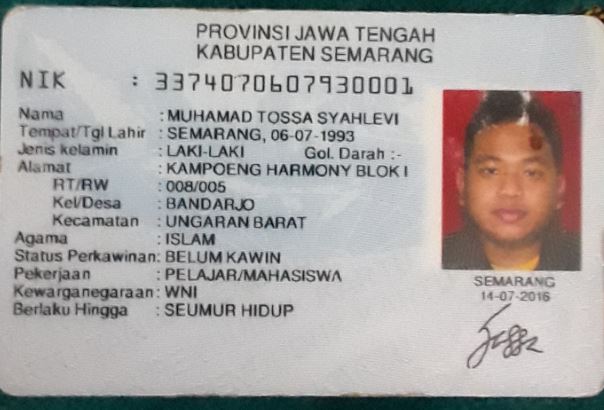 PROVINSI JAWA TENGAH
KABUPATEN SEMARANG
NIK : 3374070607930001
Nama : MUHAMAD TOSSA SYAHLEVI
Tempat/Tgl Lahir : SEMARANG, 06-07-1993
Jenis kelamin : LAKI-LAKI Gol. Darah :-
Alamat : KAMPOENG HARMONY BLOK I
RT/RW : 008/005
Kel/Desa : BANDARJO
Kecamatan : UNGARAN BARAT
Agama : ISLAM
Status Perkawinan: BELUM KAWIN
Pekerjaan : PELAJAR/MAHASISWA
Kewarganegaraan: WNI
Berlaku Hingga : SEUMUR HIDUP
SEMARANG
14-07-2016